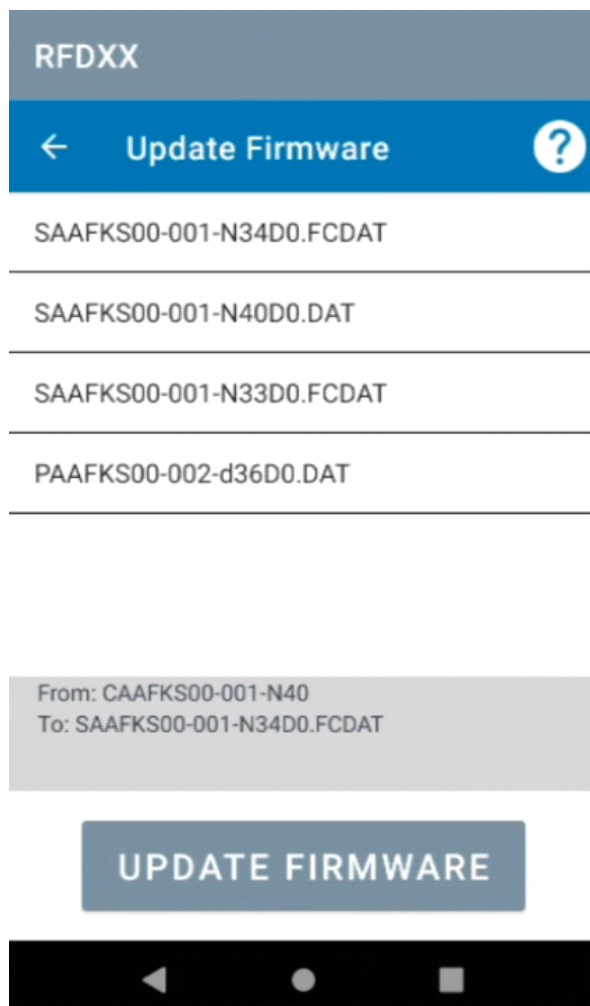 RFDXX
Update Firmware
?
SAAFKS00-001-N34D0.FCDAT
SAAFKS00-001-N40D0.DAT
SAAFKS00-001-N33D0.FCDAT
PAAFKS00-002-d36D0.DAT
From: CAAFKS00-001-N40
To: SAAFKS00-001-N34D0.FCDAT
UPDATE FIRMWARE